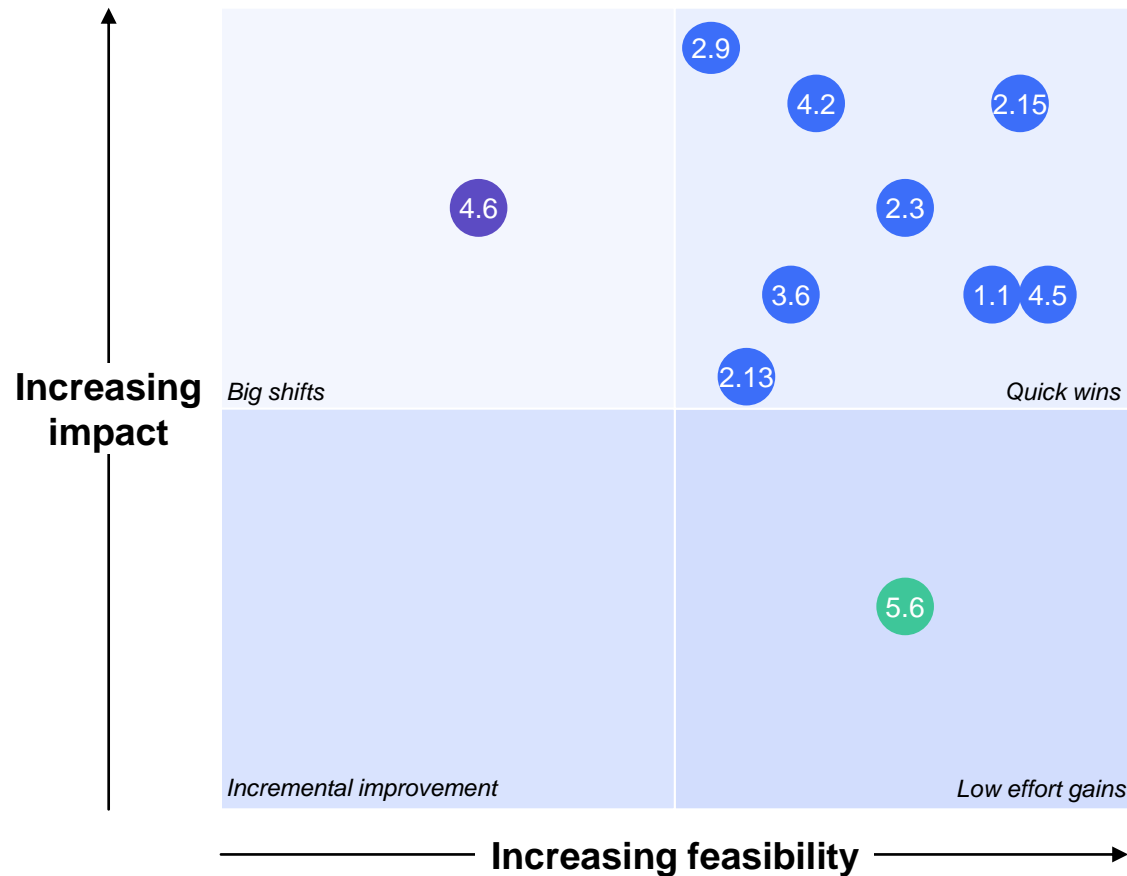 2.9
4.2
2.15
4.6
2.3
3.6
1.1
4.5
2.13
Increasing
impact
Big shifts
Quick wins
5.6
Incremental improvement
Low effort gains
Increasing feasibility